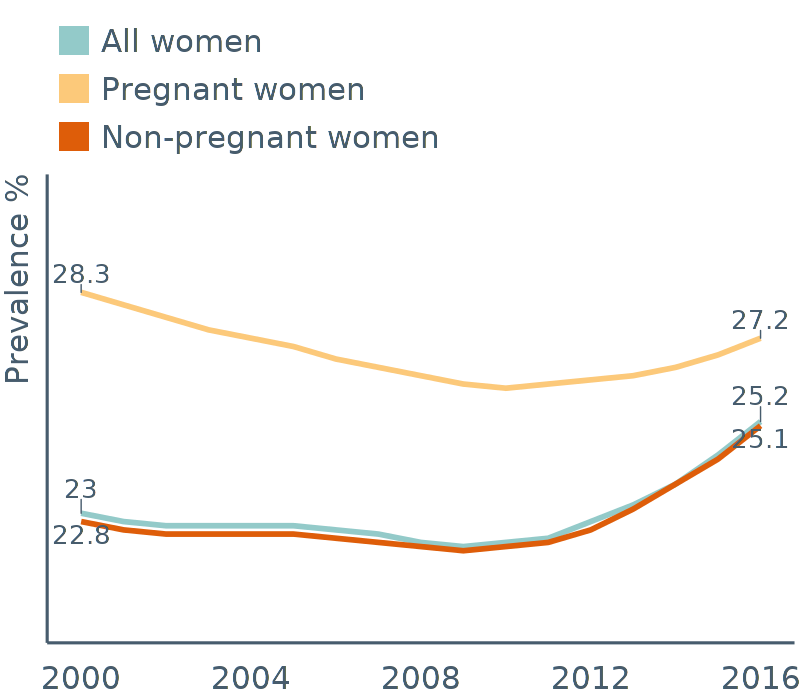 All women
Pregnant women
Non-pregnant women
Prevalence %
28.3
27.2
25.2
25.1
23
22.8
2000 2004 2008 2012 2016